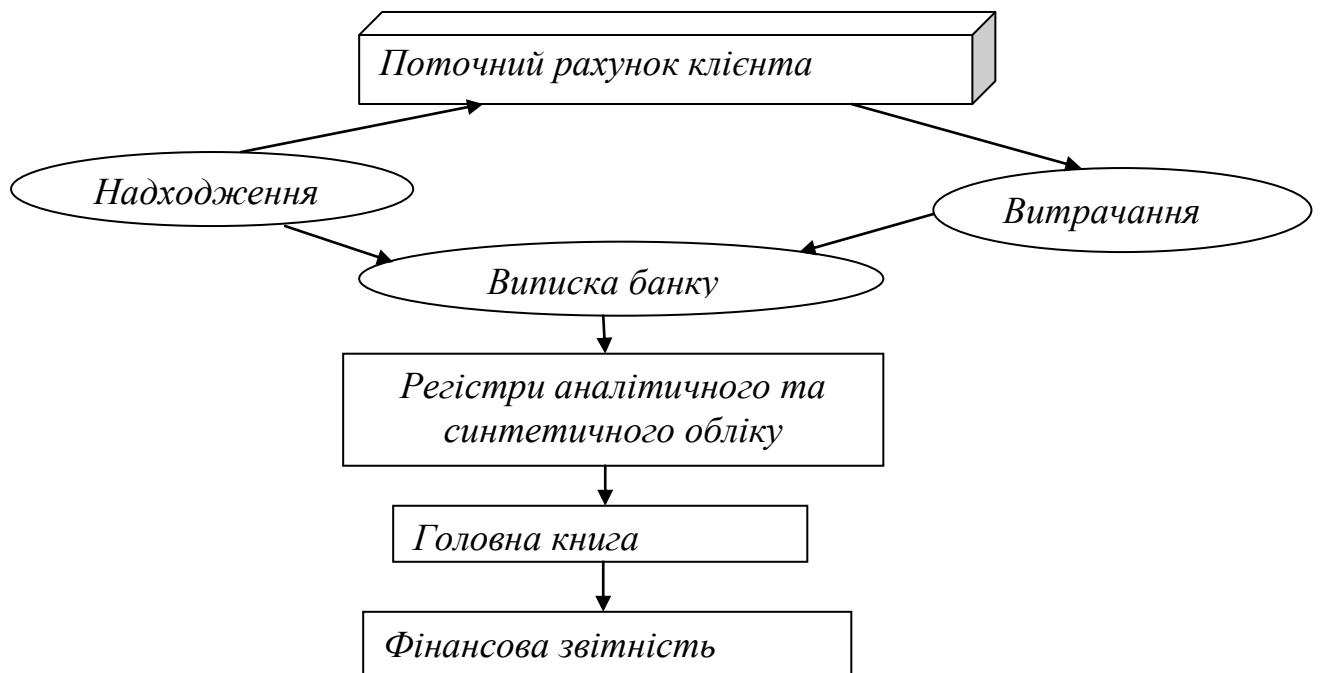 Поточний рахунок клієнта
Надходження
Витрачання
Виписка банку
Регістри аналітичного та
синтетичного обліку
Головна книга
Фінансова звітність